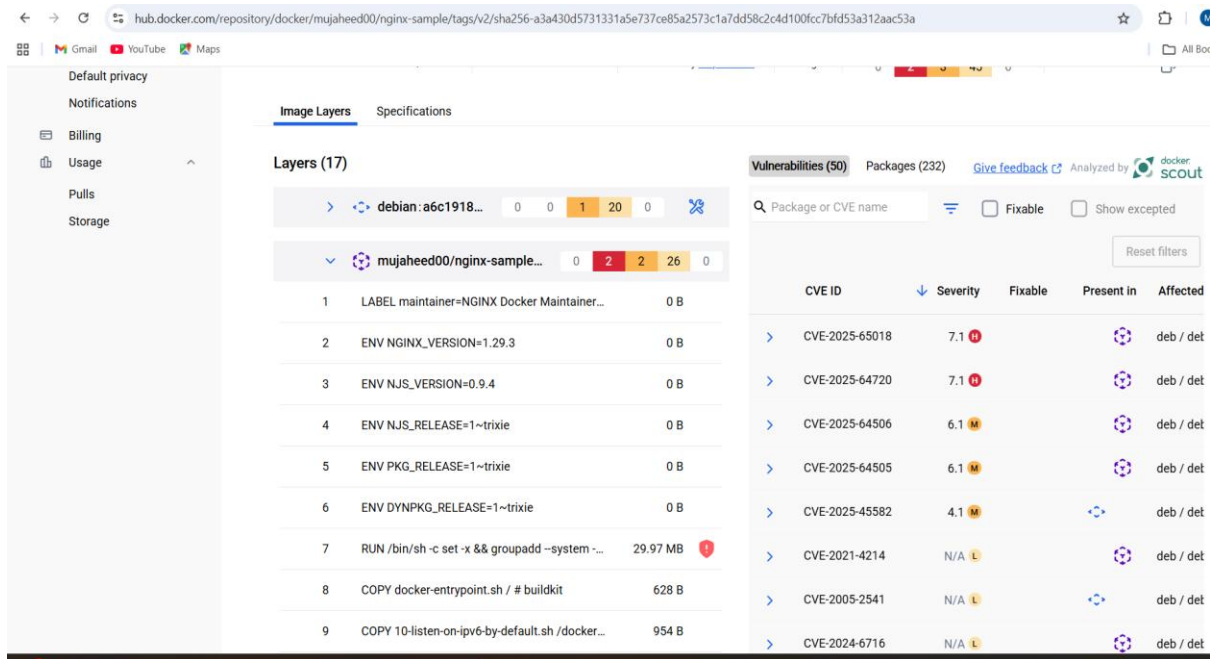 hub.docker.com/repository/docker/mujaheed00/nginx-sample/tags/v2/sha256-a3a430d5731331a5e737ce85a2573c1a7dd58c2c4d100fcc7bfd53a312aac53a
Gmail YouTube Maps All Boo
Default privacy
Notifications
Billing
Usage
Pulls
Storage
Image Layers Specifications
Layers (17)
debian:a6c1918... 0 0 1 20 0
mujaheed00/nginx-sample... 0 2 2 26 0
1 LABEL maintainer=NGINX Docker Maintainer... 0 B
2 ENV NGINX_VERSION=1.29.3 0 B
3 ENV NJS_VERSION=0.9.4 0 B
4 ENV NJS_RELEASE=1~trixie 0 B
5 ENV PKG_RELEASE=1~trixie 0 B
6 ENV DYNPKG_RELEASE=1~trixie 0 B
7 RUN /bin/sh -c set -x && groupadd --system -... 29.97 MB
8 COPY docker-entrypoint.sh / # buildkit 628 B
9 COPY 10-listen-on-ipv6-by-default.sh /docker... 954 B
Vulnerabilities (50) Packages (232) Give feedback Analyzed by docker scout
Package or CVE name Fixable Show excepted
Reset filters
CVE ID Severity Fixable Present in Affected
CVE-2025-65018 7.1 H deb / deb
CVE-2025-64720 7.1 H deb / deb
CVE-2025-64506 6.1 M deb / deb
CVE-2025-64505 6.1 M deb / deb
CVE-2025-45582 4.1 M deb / deb
CVE-2021-4214 N/A L deb / deb
CVE-2005-2541 N/A L deb / deb
CVE-2024-6716 N/A L deb / deb